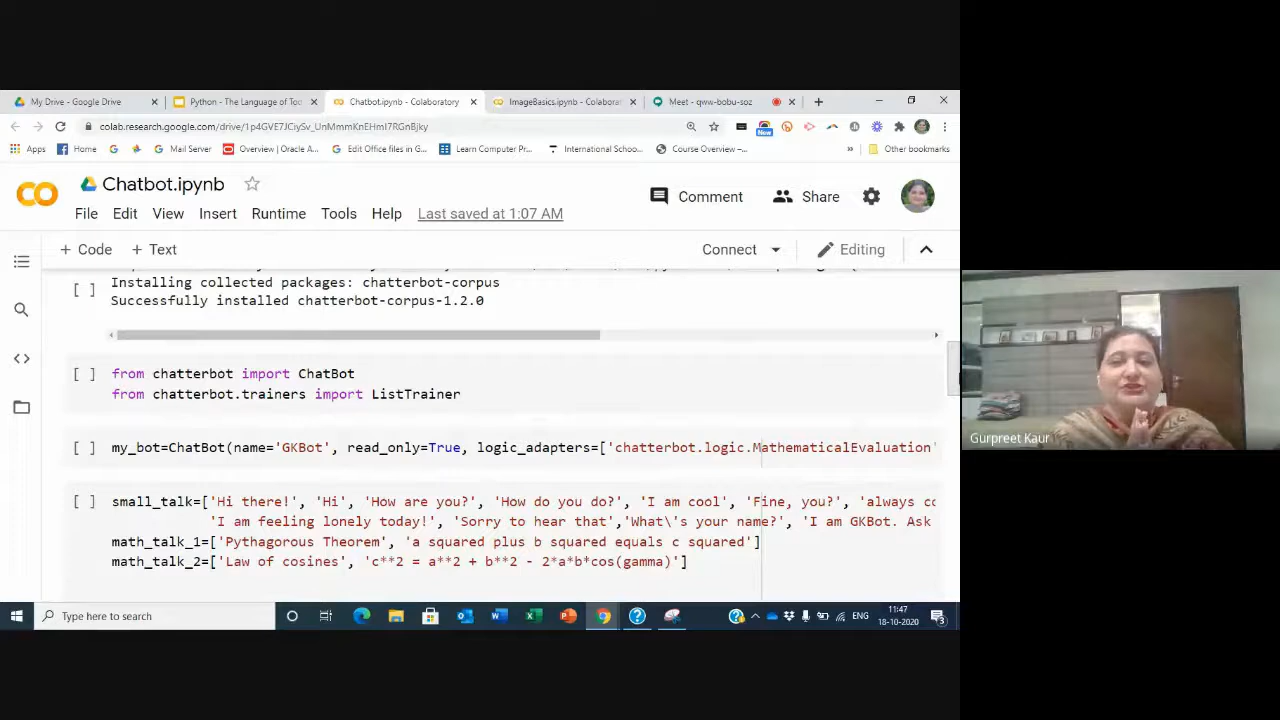 My Drive - Google Drive
Python - The Language of Too
Chatbot.ipynb - Colaboratory
ImageBasics.ipynb - Colaborat
Meet - qww-bobu-soz
colab.research.google.com/drive/1p4GVE7JCiySv_UnMmmKnEHmI7RGnBjky
New
Apps
Home
Mail Server
Overview | Oracle A...
Edit Office files in G...
Learn Computer Pr...
International Schoo...
Course Overview –...
»
Other bookmarks
Chatbot.ipynb
Comment
Share
File Edit View Insert Runtime Tools Help Last saved at 1:07 AM
+ Code + Text
Connect
Editing
[ ] Installing collected packages: chatterbot-corpus
Successfully installed chatterbot-corpus-1.2.0
[ ] from chatterbot import ChatBot
from chatterbot.trainers import ListTrainer
[ ] my_bot=ChatBot(name='GKBot', read_only=True, logic_adapters=['chatterbot.logic.MathematicalEvaluation'
[ ] small_talk=['Hi there!', 'Hi', 'How are you?', 'How do you do?', 'I am cool', 'Fine, you?', 'always co
'I am feeling lonely today!', 'Sorry to hear that','What\'s your name?', 'I am GKBot. Ask
math_talk_1=['Pythagorous Theorem', 'a squared plus b squared equals c squared']
math_talk_2=['Law of cosines', 'c**2 = a**2 + b**2 - 2*a*b*cos(gamma)']
Gurpreet Kaur
Type here to search
ENG
11:47
18-10-2020
3